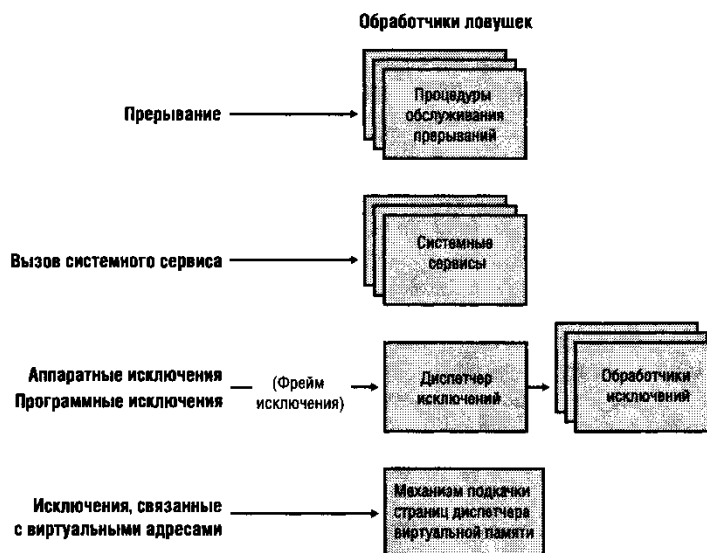 Обработчики ловушек
Прерывание
Процедуры
обслуживания
прерываний
Вызов системного сервиса
Системные
сервисы
Аппаратные исключения
Программные исключения
(Фрейм
исключения)
Диспетчер
исключений
Обработчики
исключений
Исключения, связанные
с виртуальными адресами
Механизм подкачки
страниц диспетчера
виртуальной памяти